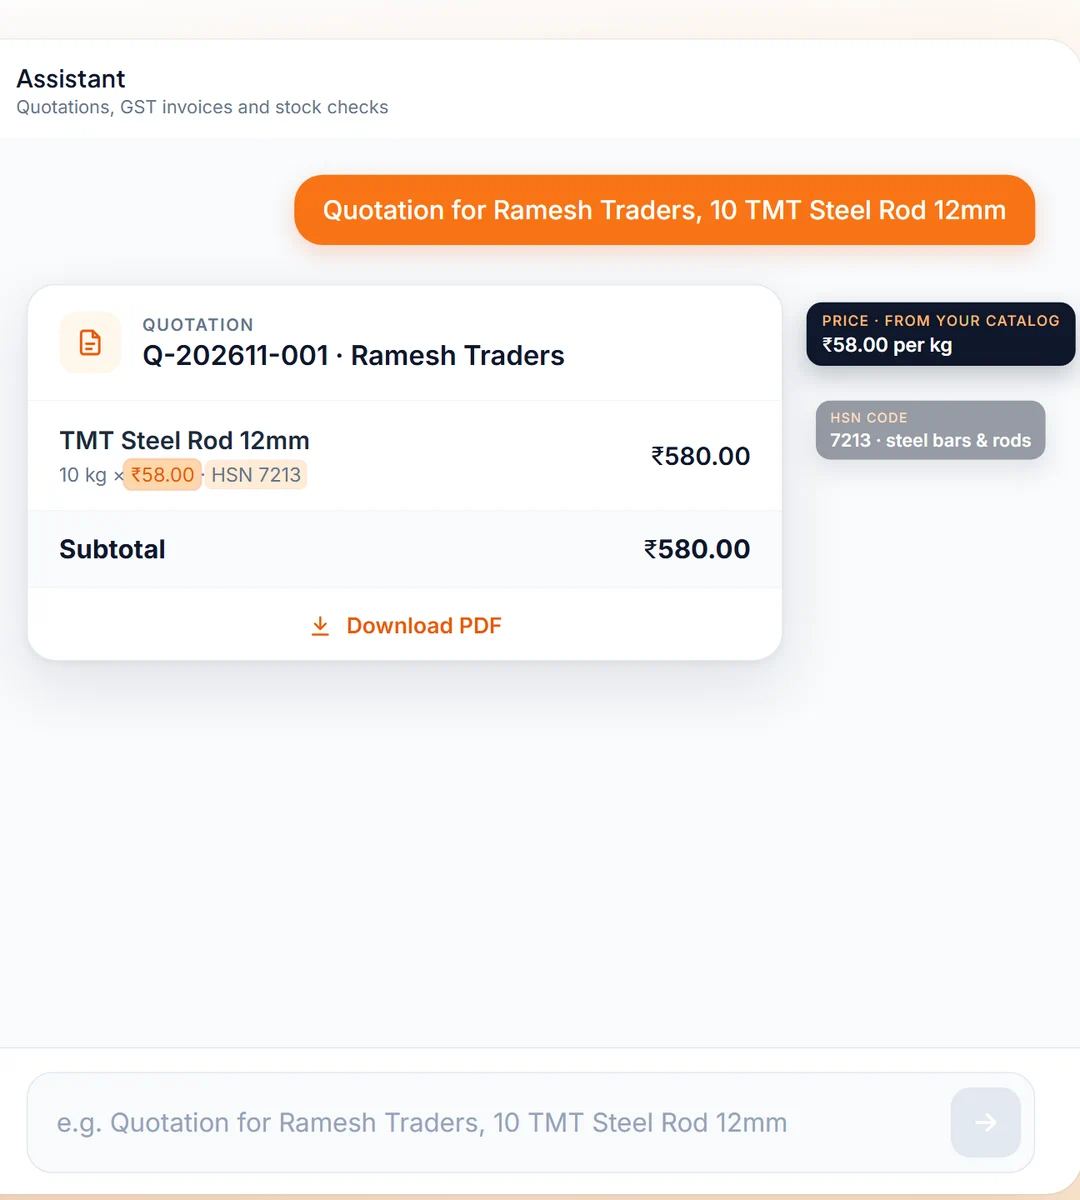 Assistant
Quotations, GST invoices and stock checks
Quotation for Ramesh Traders, 10 TMT Steel Rod 12mm
QUOTATION
Q-202611-001 · Ramesh Traders
PRICE · FROM YOUR CATALOG
₹58.00 per kg
HSN CODE
7213 · steel bars & rods
TMT Steel Rod 12mm
10 kg × ₹58.00 · HSN 7213
₹580.00
Subtotal
₹580.00
Download PDF
e.g. Quotation for Ramesh Traders, 10 TMT Steel Rod 12mm